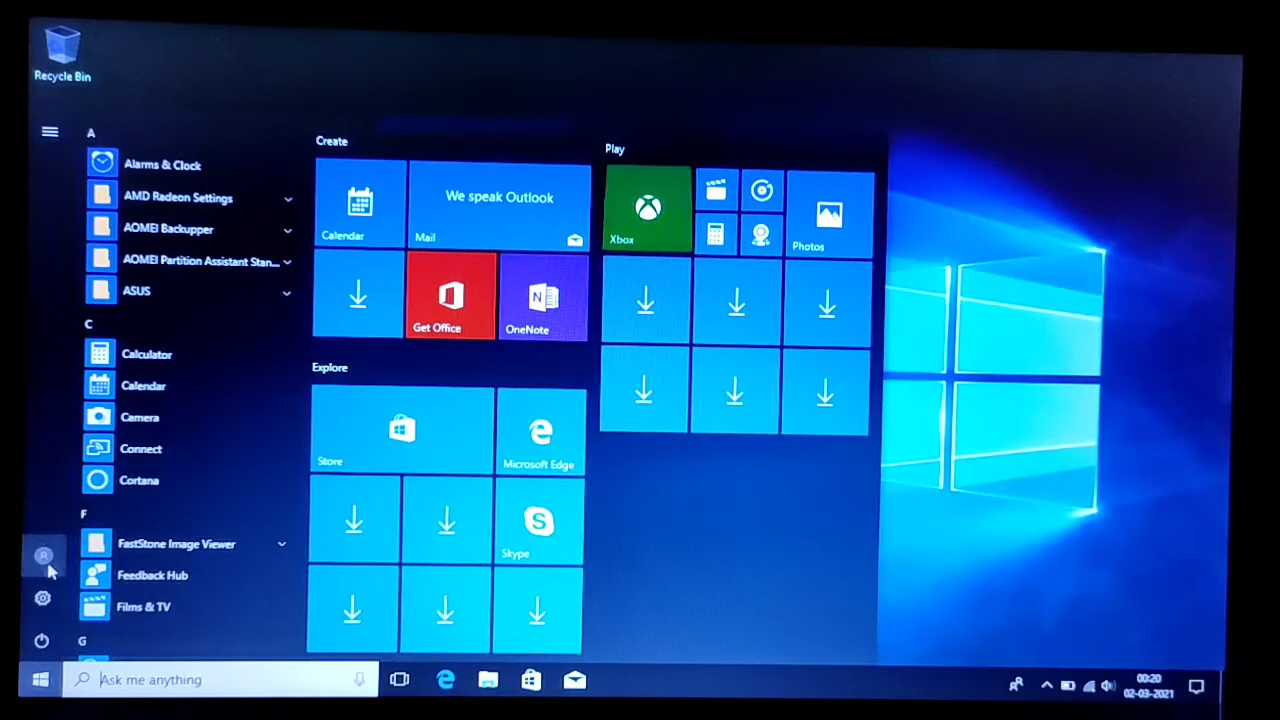 Recycle Bin
A
Alarms & Clock
AMD Radeon Settings
AOMEI Backupper
AOMEI Partition Assistant Stan...
ASUS
C
Calculator
Calendar
Camera
Connect
Cortana
F
FastStone Image Viewer
Feedback Hub
Films & TV
G
Create
Calendar
We speak Outlook
Mail
Get Office
N
OneNote
Explore
Store
Microsoft Edge
S
Skype
Play
Xbox
Photos
Ask me anything
00:20
02-03-2021